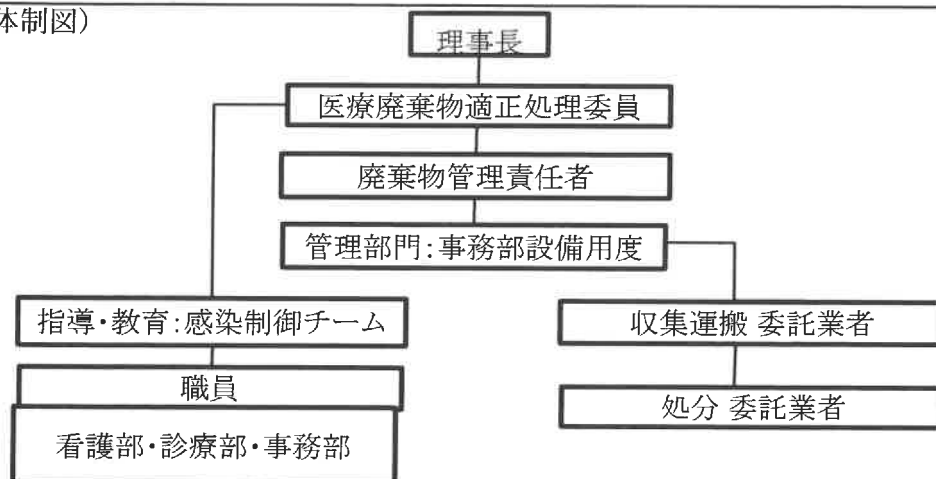 体制図)
理事長
医療廃棄物適正処理委員
廃棄物管理責任者
管理部門:事務部設備用度
指導・教育:感染制御チーム
収集運搬 委託業者
職員
処分 委託業者
看護部・診療部・事務部